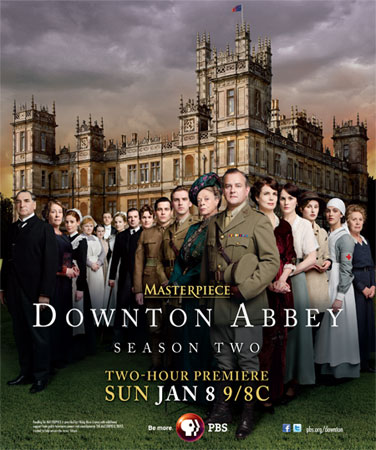 MASTERPIECE
DOWNTON ABBEY
SEASON TWO
TWO-HOUR PREMIERE
SUN JAN 8 9/8C
Be more
PBS
pbs.org/downton